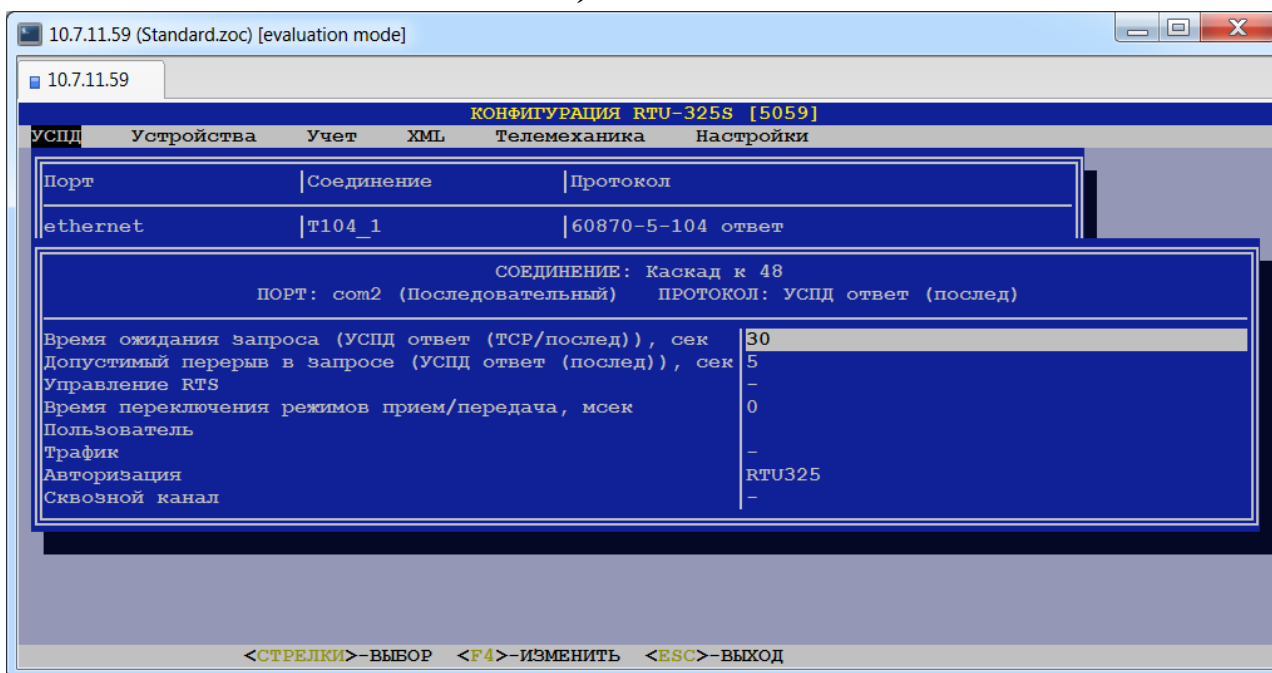 10.7.11.59 (Standard.zoc) [evaluation mode]
10.7.11.59
КОНФИГУРАЦИЯ RTU-325S [5059]
УСПД Устройства Учет XML Телемеханика Настройки
Порт Соединение Протокол
ethernet T104_1 60870-5-104 ответ
СОЕДИНЕНИЕ: Каскад к 48
ПОРТ: com2 (Последовательный) ПРОТОКОЛ: УСПД ответ (послед)
Время ожидания запроса (УСПД ответ (TCP/послед)), сек 30
Допустимый перерыв в запросе (УСПД ответ (послед)), сек 5
Управление RTS -
Время переключения режимов прием/передача, мсек 0
Пользователь
Трафик -
Авторизация RTU325
Сквозной канал -
<СТРЕЛКИ>-ВЫБОР <F4>-ИЗМЕНИТЬ <ESC>-ВЫХОД